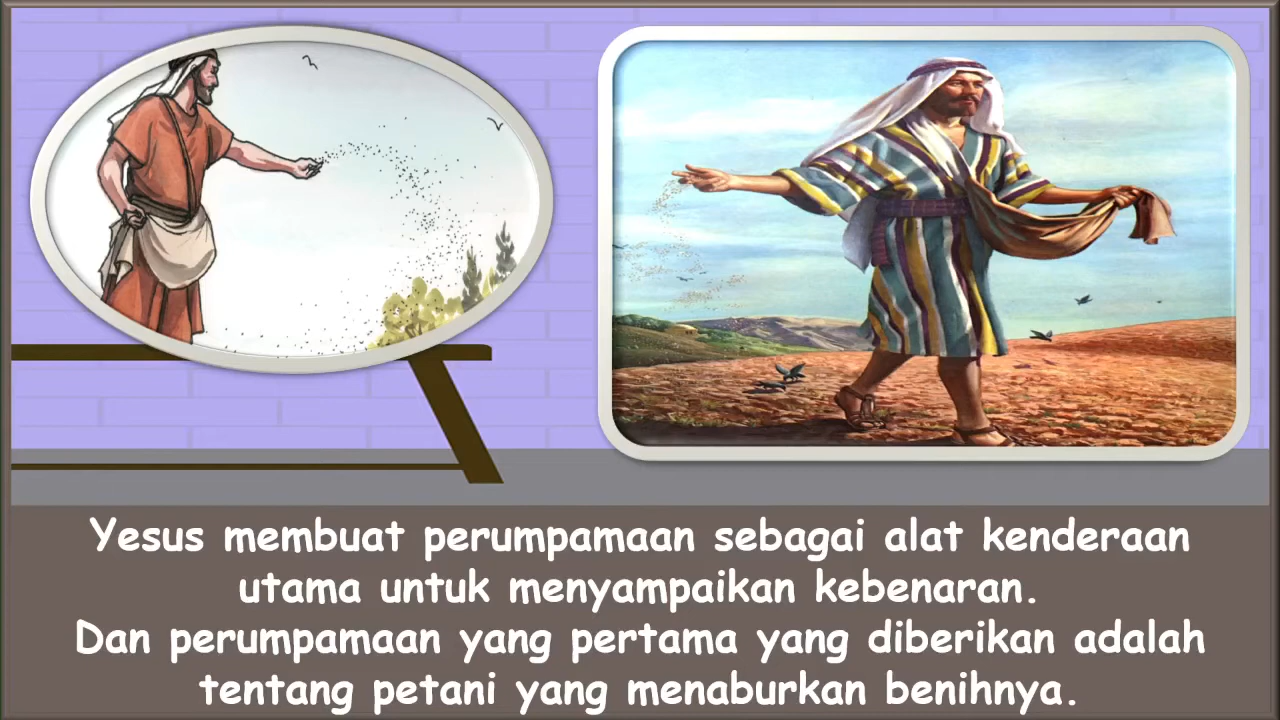 Yesus membuat perumpamaan sebagai alat kenderaan
utama untuk menyampaikan kebenaran.
Dan perumpamaan yang pertama yang diberikan adalah
tentang petani yang menaburkan benihnya.